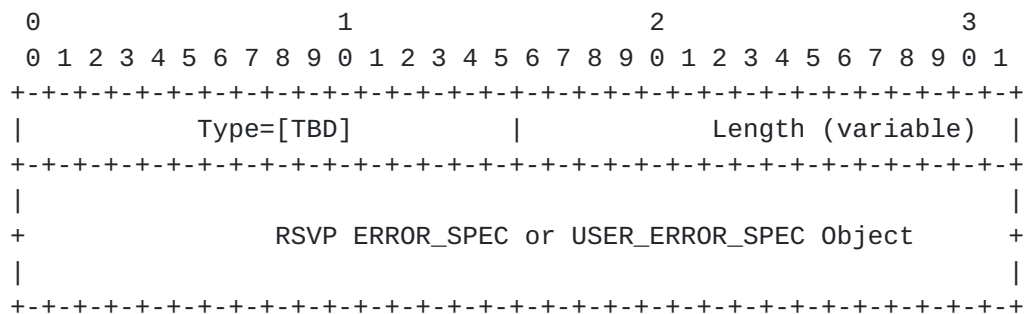 0                   1                   2                   3
 0 1 2 3 4 5 6 7 8 9 0 1 2 3 4 5 6 7 8 9 0 1 2 3 4 5 6 7 8 9 0 1
+-+-+-+-+-+-+-+-+-+-+-+-+-+-+-+-+-+-+-+-+-+-+-+-+-+-+-+-+-+-+-+-+
|           Type=[TBD]          |            Length (variable)  |
+-+-+-+-+-+-+-+-+-+-+-+-+-+-+-+-+-+-+-+-+-+-+-+-+-+-+-+-+-+-+-+-+
|                                                               |
+                RSVP ERROR_SPEC or USER_ERROR_SPEC Object      +
|                                                               |
+-+-+-+-+-+-+-+-+-+-+-+-+-+-+-+-+-+-+-+-+-+-+-+-+-+-+-+-+-+-+-+-+